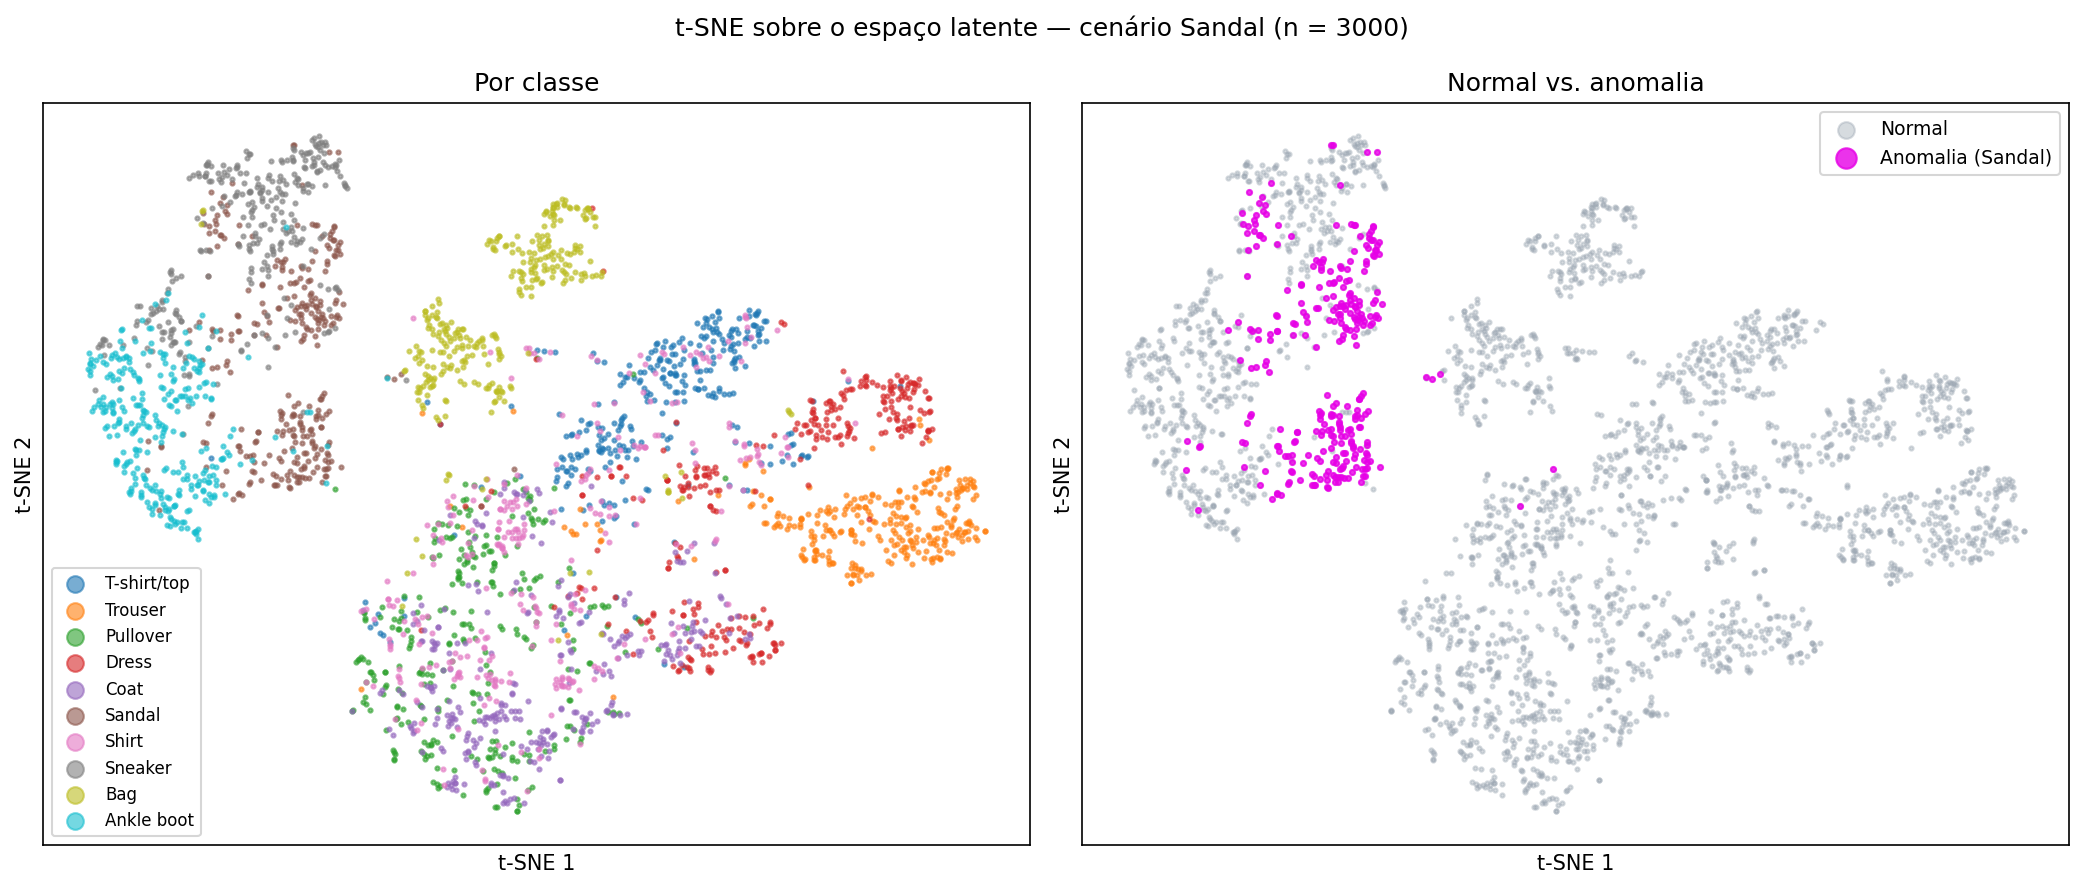 t-SNE sobre o espaço latente — cenário Sandal (n = 3000)
Por classe
t-SNE 2
T-shirt/top
Trouser
Pullover
Dress
Coat
Sandal
Shirt
Sneaker
Bag
Ankle boot
t-SNE 1
Normal vs. anomalia
Normal
Anomalia (Sandal)
t-SNE 2
t-SNE 1